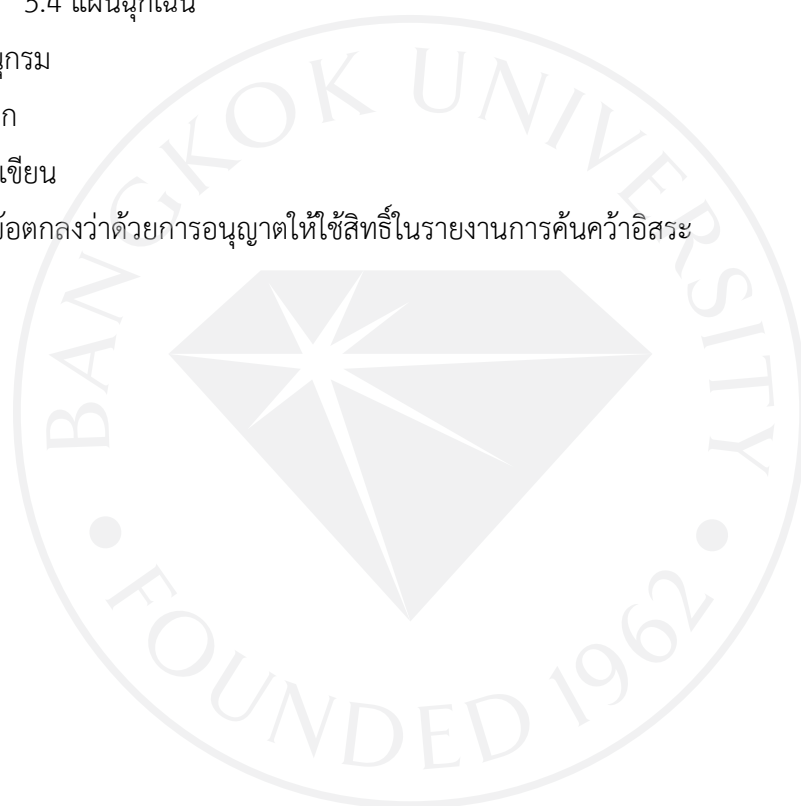 5.4 แผนฉุกเฉิน
นุกรม
ก
เขียน
ข้อตกลงว่าด้วยการอนุญาตให้ใช้สิทธิ์ในรายงานการค้นคว้าอิสระ
BANGKOK UNIVERSITY
• FOUNDED 1962 •